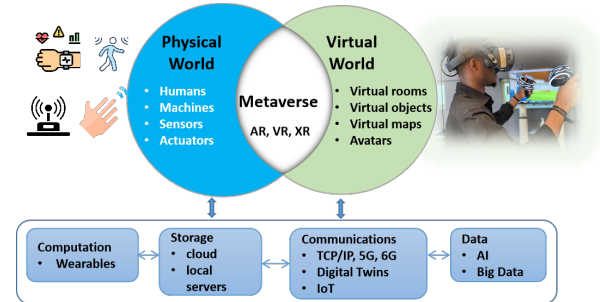 Physical
World
• Humans
• Machines
• Sensors
• Actuators
Metaverse
AR, VR, XR
Virtual
World
• Virtual rooms
• Virtual objects
• Virtual maps
• Avatars
Computation
• Wearables
Storage
• cloud
• local
servers
Communications
• TCP/IP, 5G, 6G
• Digital Twins
• IoT
Data
• AI
• Big Data